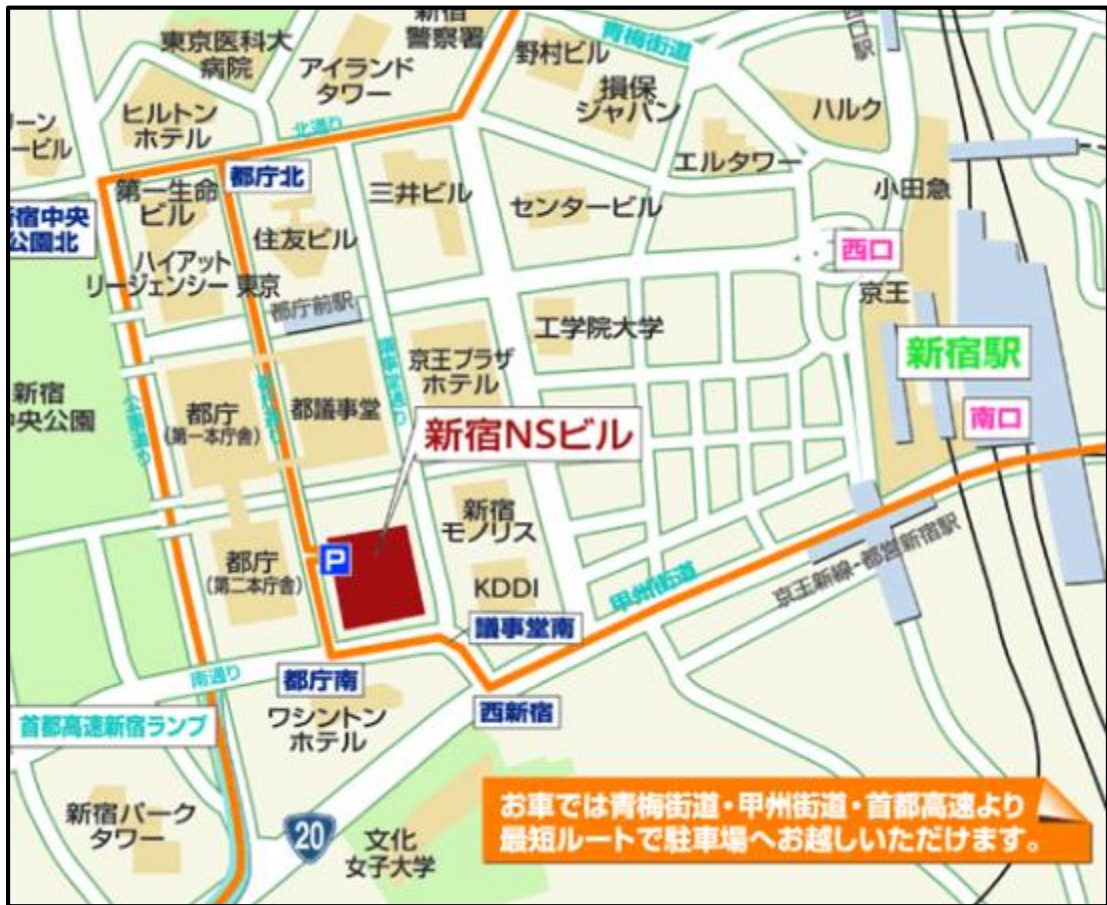 新宿
警察署
青梅街道
東京医科大
病院
アイランド
タワー
野村ビル
損保
ジャパン
ハルク
ヒルトン
ホテル
北通り
エルタワー
第一生命
ビル
都庁北
三井ビル
センタービル
小田急
宿中央
公園北
住友ビル
西口
ハイアット
リージェンシー 東京
都庁前駅
京王
工学院大学
新宿駅
京王プラザ
ホテル
新宿
中央公園
都庁
(第一本庁舎)
都議事堂
南口
新宿NSビル
新宿
モノリス
P
都庁
(第二本庁舎)
KDDI
甲州街道
京王新線・都営新宿駅
議事堂南
南通り
都庁南
西新宿
首都高速新宿ランプ
ワシントン
ホテル
新宿パーク
タワー
20
文化
女子大学
お車では青梅街道・甲州街道・首都高速より
最短ルートで駐車場へお越しいただけます。